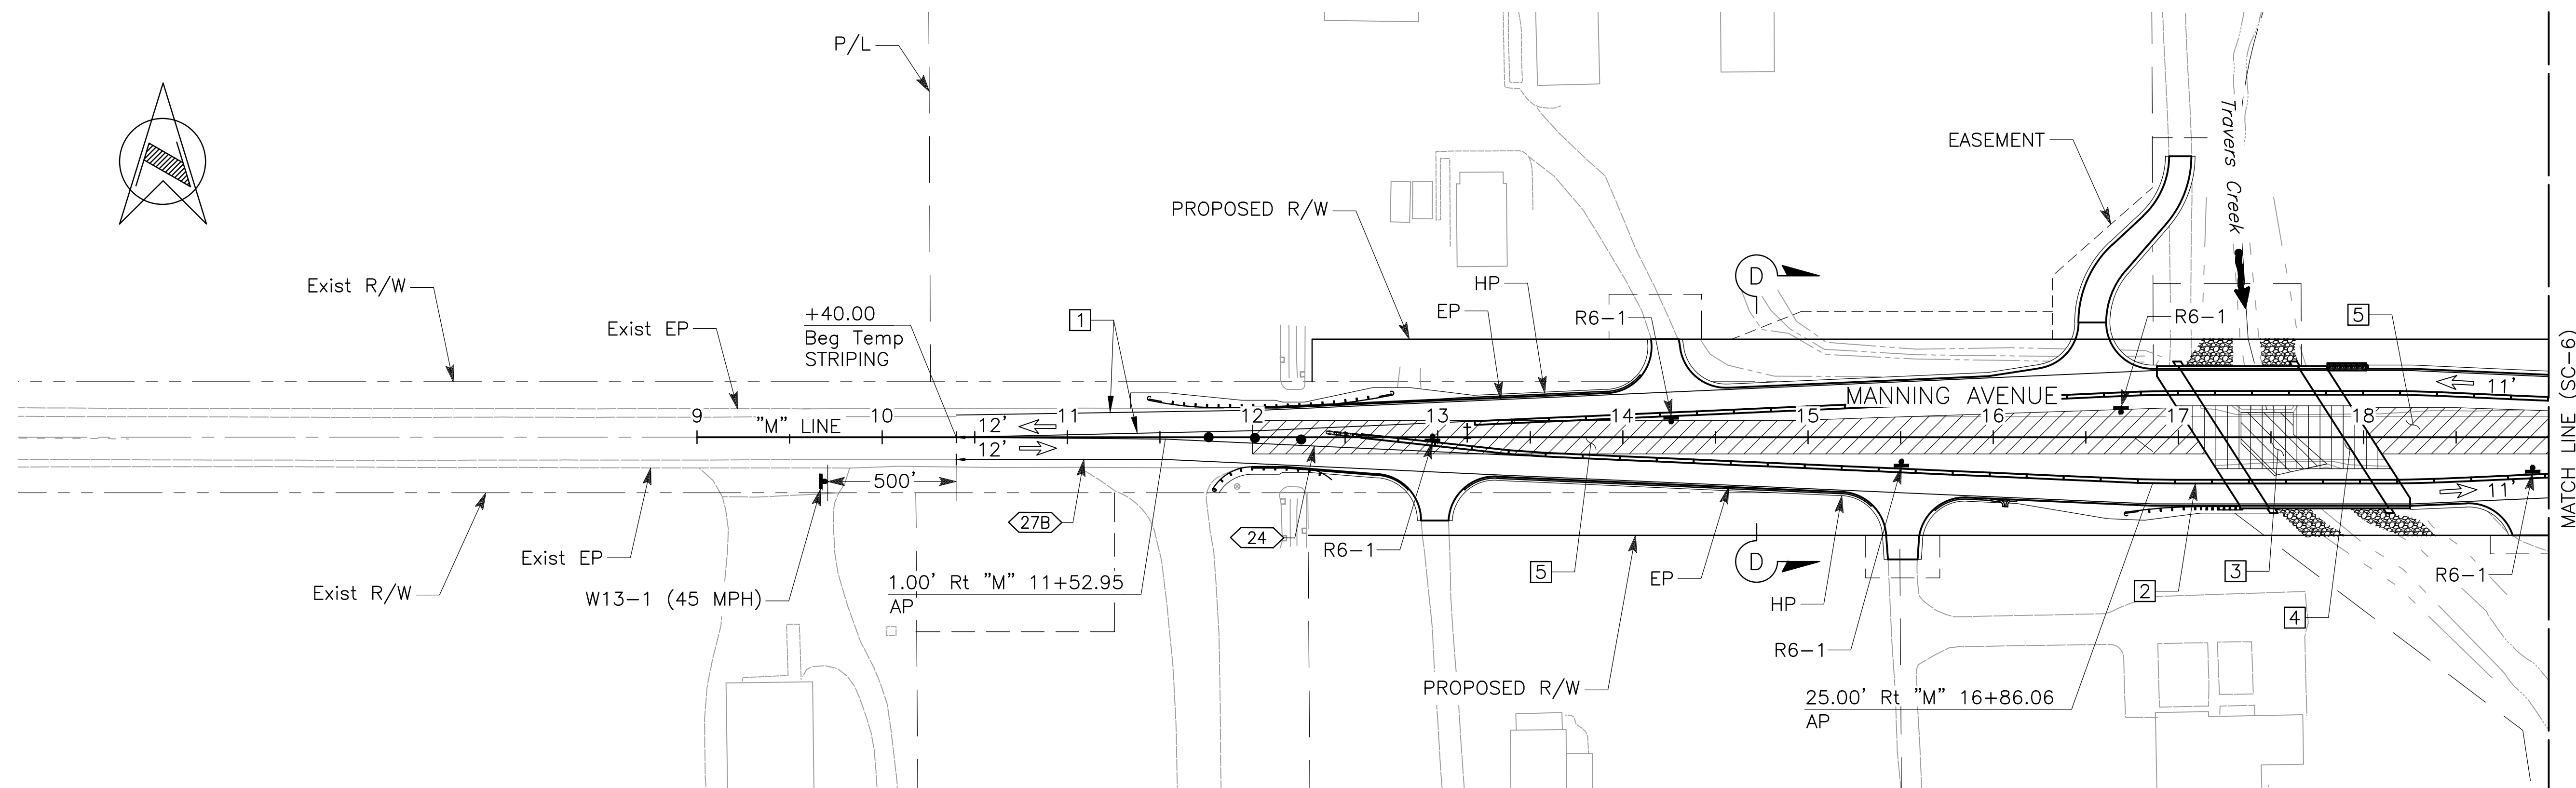 P/L
Travers Creek
EASEMENT
PROPOSED R/W
D
Exist R/W
HP
EP
R6-1
R6-1
5
Exist EP
+40.00
Beg Temp
STRIPING
1
MANNING AVENUE
11'
9
10
11
12
13
14
15
16
17
18
"M" LINE
12'
12'
MATCH LINE (SC-6)
500'
11'
27B
24
R6-1
5
D
Exist EP
1.00' Rt "M" 11+52.95
AP
EP
HP
2
3
4
R6-1
Exist R/W
W13-1 (45 MPH)
R6-1
PROPOSED R/W
25.00' Rt "M" 16+86.06
AP